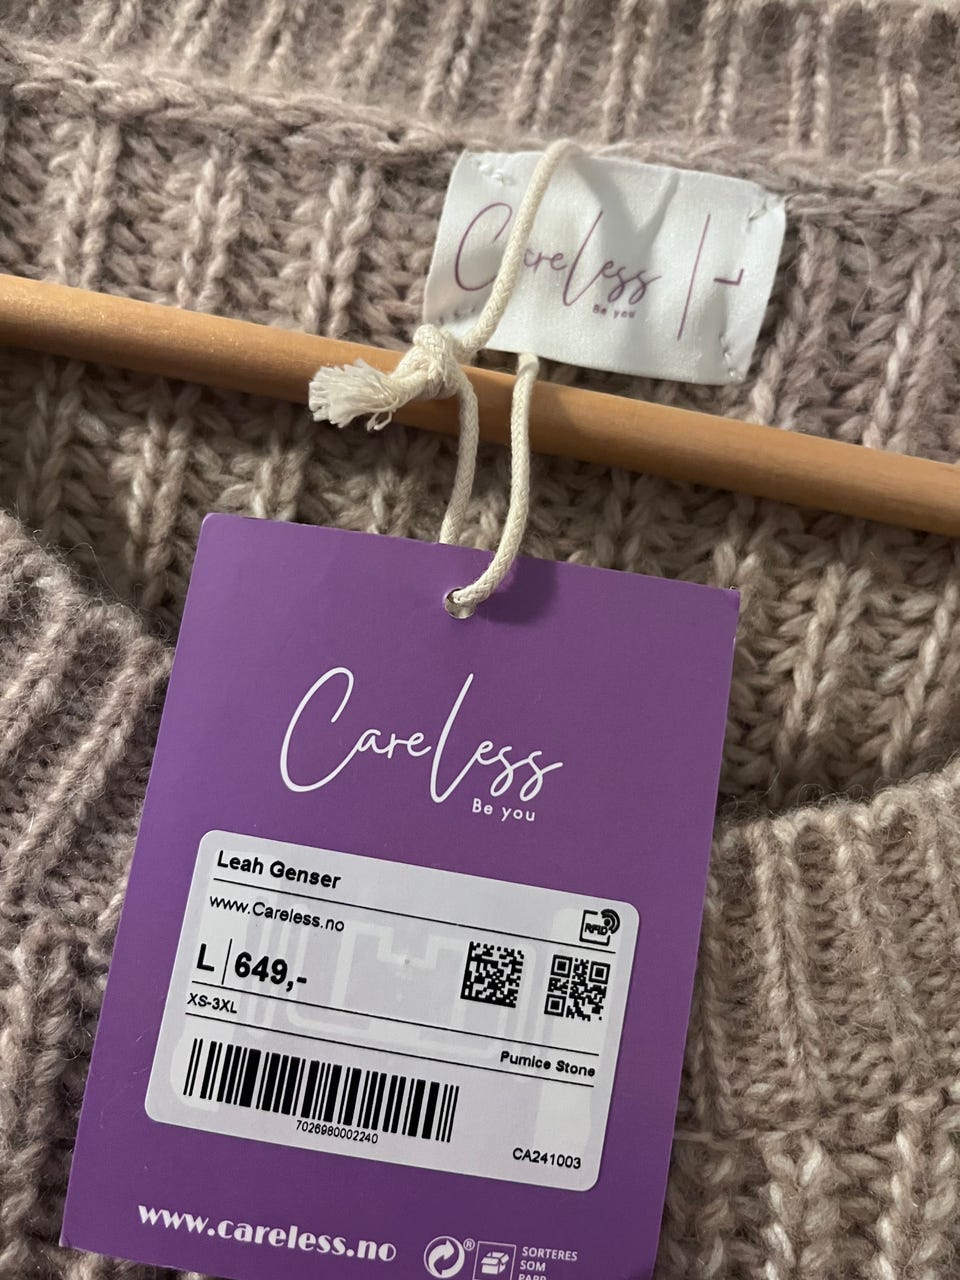 Careless
Be you
L
Careless
Be you
Leah Genser
www.Careless.no
RFID
L 649,-
XS-3XL
Pumice Stone
7026980002240
CA241003
www.careless.no
®
SORTERES
SOM
PAPP